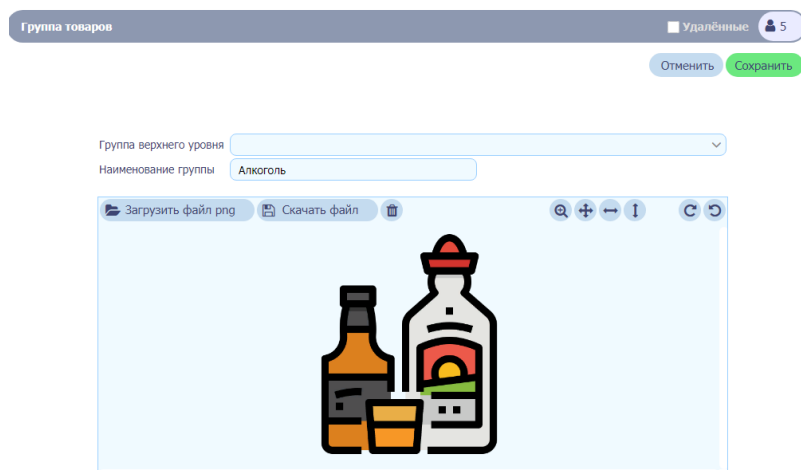 Группа товаров
Удалённые 5
Отменить Сохранить
Группа верхнего уровня
Наименование группы Алкоголь
Загрузить файл png Скачать файл